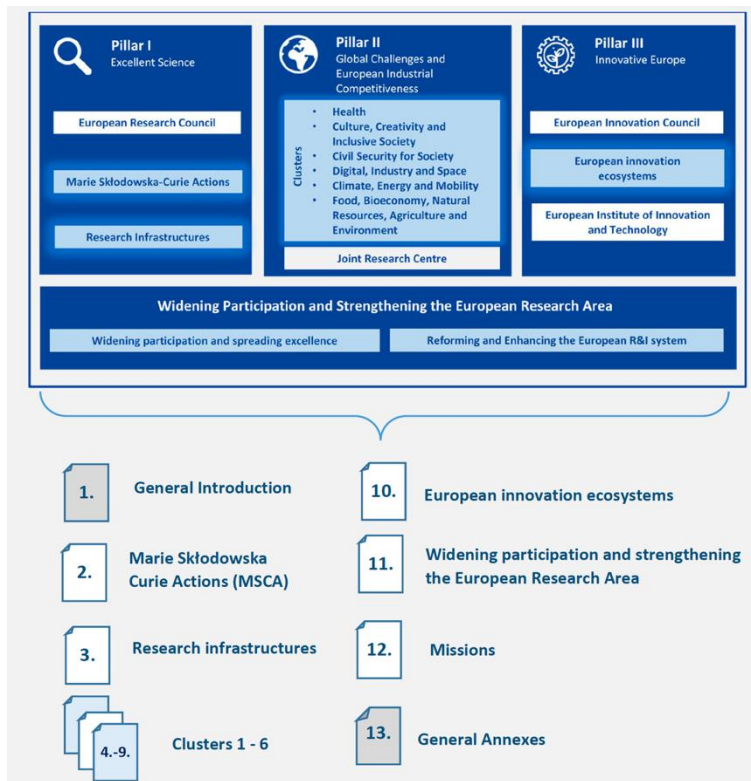 Pillar I
Excellent Science
European Research Council
Marie Skłodowska-Curie Actions
Research Infrastructures
Pillar II
Global Challenges and
European Industrial
Competitiveness
Clusters
• Health
• Culture, Creativity and
Inclusive Society
• Civil Security for Society
• Digital, Industry and Space
• Climate, Energy and Mobility
• Food, Bioeconomy, Natural
Resources, Agriculture and
Environment
Joint Research Centre
Pillar III
Innovative Europe
European Innovation Council
European innovation
ecosystems
European Institute of Innovation
and Technology
Widening Participation and Strengthening the European Research Area
Widening participation and spreading excellence
Reforming and Enhancing the European R&I system
1. General Introduction
2. Marie Skłodowska
Curie Actions (MSCA)
3. Research infrastructures
4.-9. Clusters 1 - 6
10. European innovation ecosystems
11. Widening participation and strengthening
the European Research Area
12. Missions
13. General Annexes